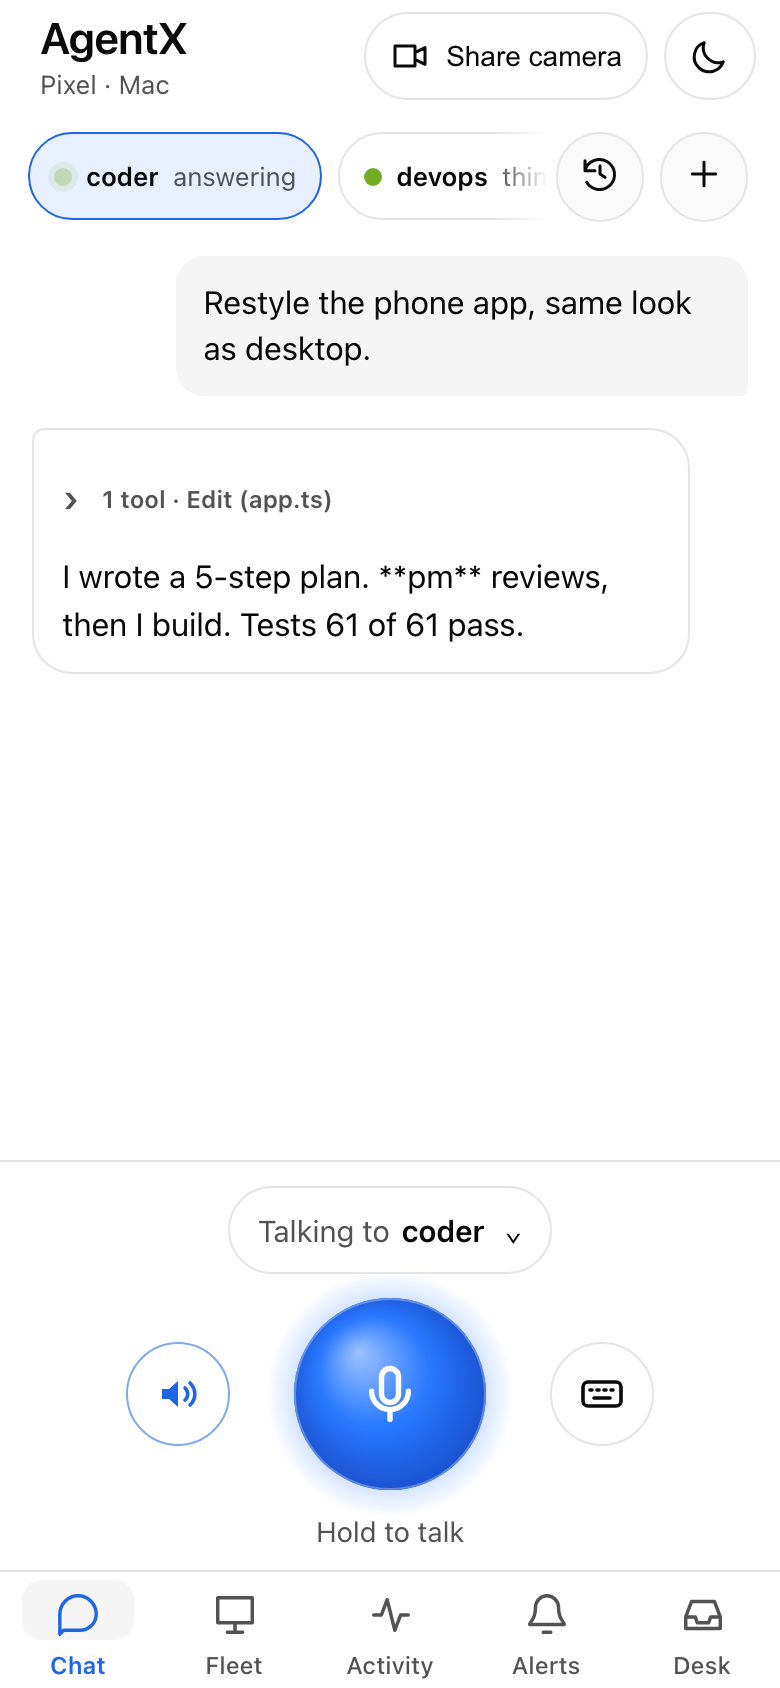 AgentX
Pixel · Mac
Share camera
coder answering
devops thin
Restyle the phone app, same look
as desktop.
1 tool · Edit (app.ts)
I wrote a 5-step plan. **pm** reviews,
then I build. Tests 61 of 61 pass.
Talking to coder
Hold to talk
Chat
Fleet
Activity
Alerts
Desk